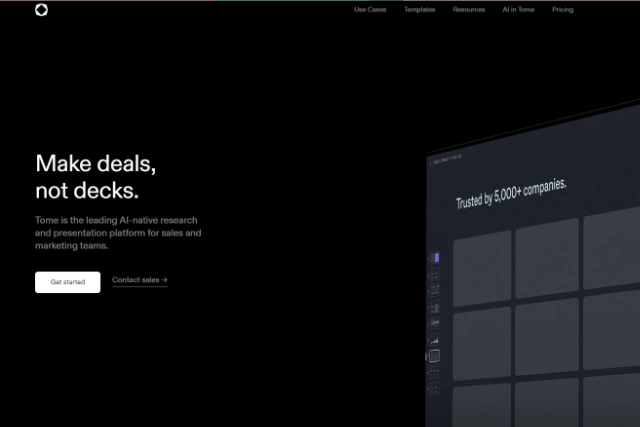 Use Cases
Templates
Resources
AI in Tome
Pricing
Make deals,
not decks.
Tome is the leading AI-native research
and presentation platform for sales and
marketing teams.
Get started
Contact sales →
Trusted by 5,000+ companies.